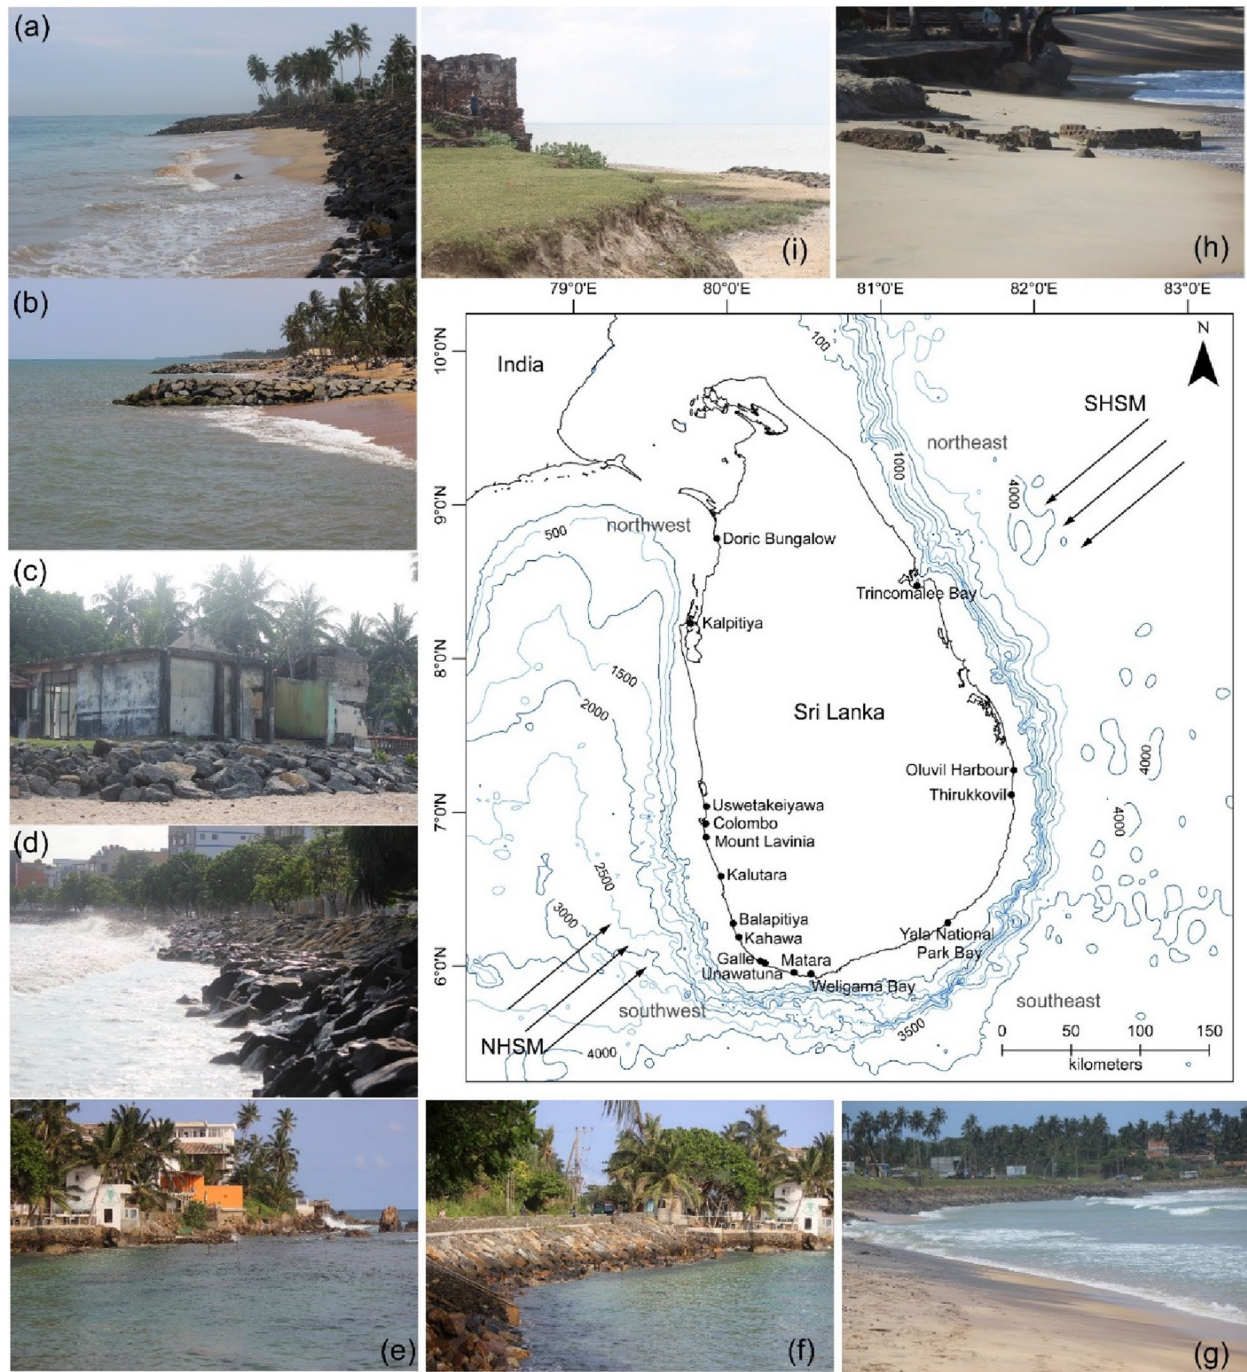 (a)
(i)
(h)
(b)
79°0'E
80°0'E
81°0'E
82°0'E
83°0'E
10°0'N
India
100
N
SHSM
northeast
1000
4000
9°0'N
500
northwest
Doric Bungalow
Trincomalee Bay
(c)
Kalpitiya
8°0'N
1500
2000
Sri Lanka
4000
Oluvil Harbour
Thirukkovil
7°0'N
Uswetakeiyawa
Colombo
Mount Lavinia
4000
(d)
2500
Kalutara
3000
Balapitiya
Kahawa
Yala National
Park Bay
6°0'N
Galle
Matara
Unawatuna
Weligama Bay
southwest
southeast
3500
NHSM
4000
0 50 100 150
kilometers
(e)
(f)
(g)